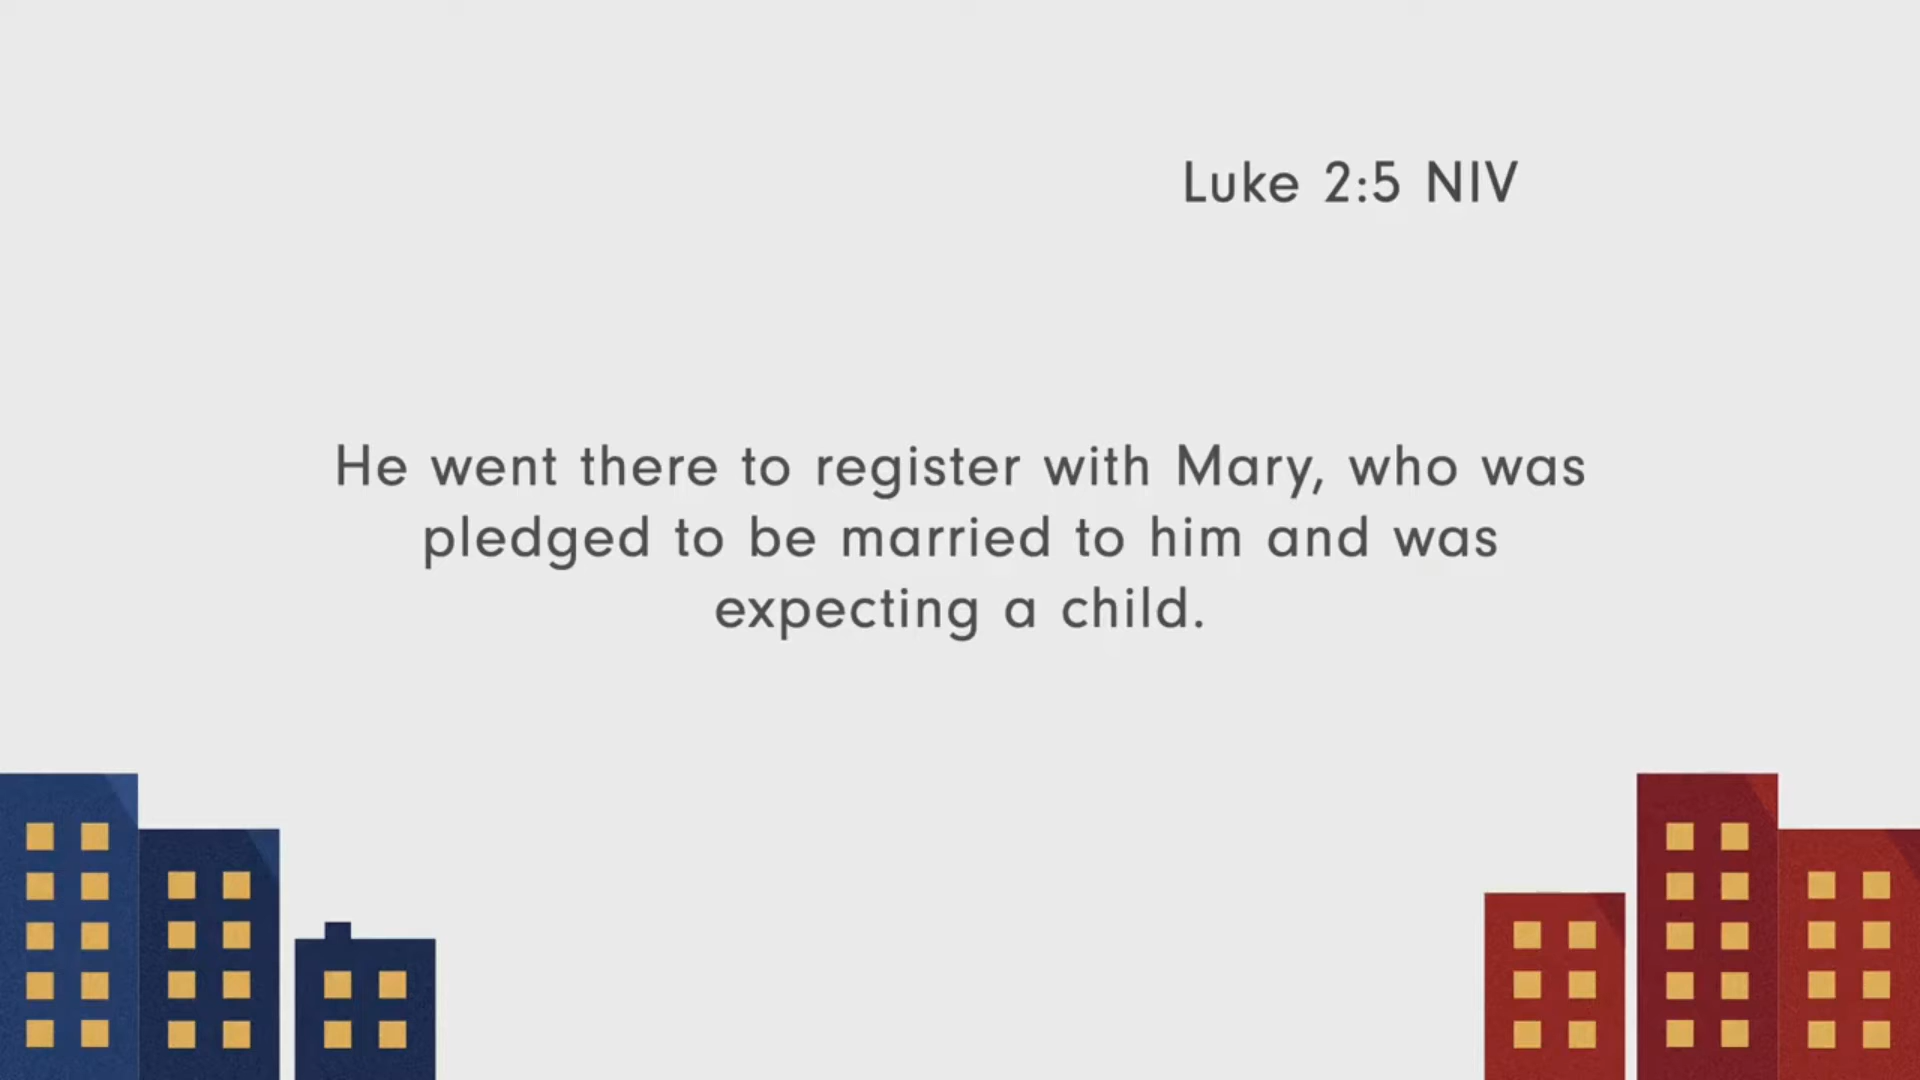 Luke 2:5 NIV
He went there to register with Mary, who was
pledged to be married to him and was
expecting a child.